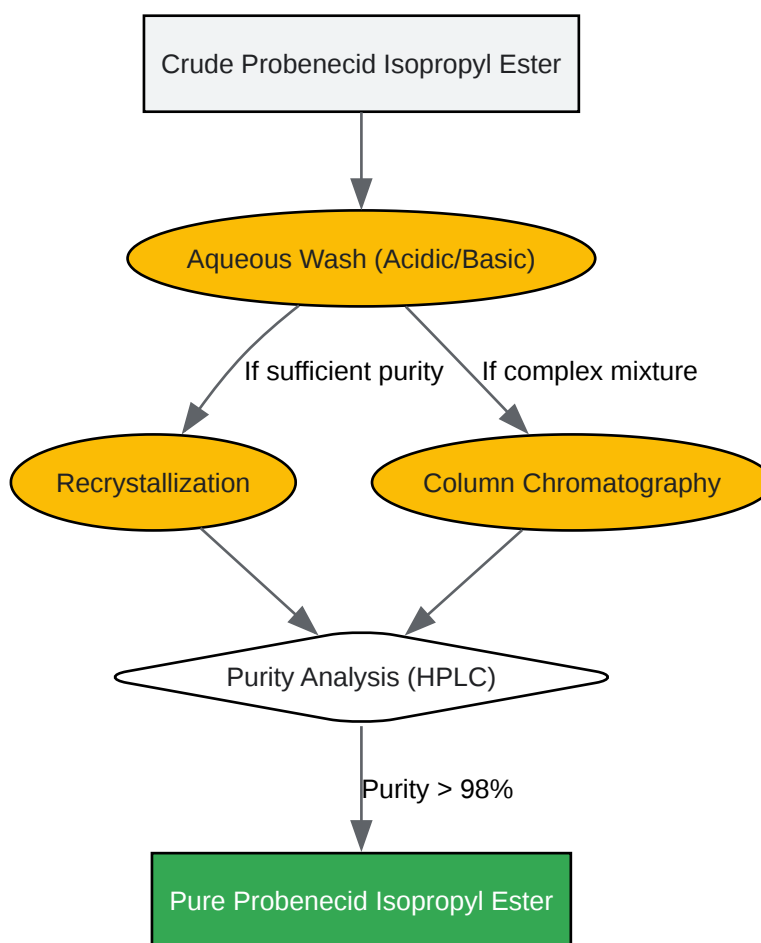 Crude Probenecid Isopropyl Ester
Aqueous Wash (Acidic/Basic)
If sufficient purity
If complex mixture
Recrystallization
Column Chromatography
Purity Analysis (HPLC)
Purity > 98%
Pure Probenecid Isopropyl Ester